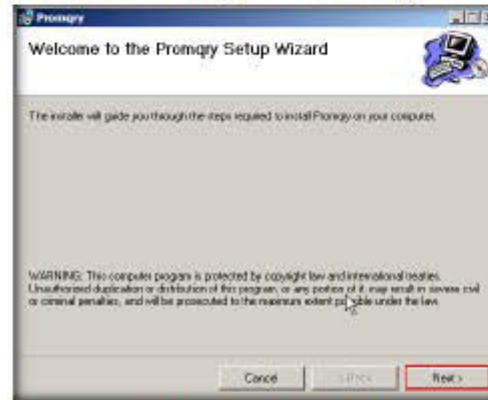 Promqry
Welcome to the Promqry Setup Wizard
The installer will guide you through the steps required to install Promqry on your computer.
WARNING: This computer program is protected by copyright law and international treaties.
Unauthorized duplication or distribution of this program, or any portion of it, may result in severe civil
or criminal penalties, and will be prosecuted to the maximum extent possible under the law.
Cancel
< Back
Next >